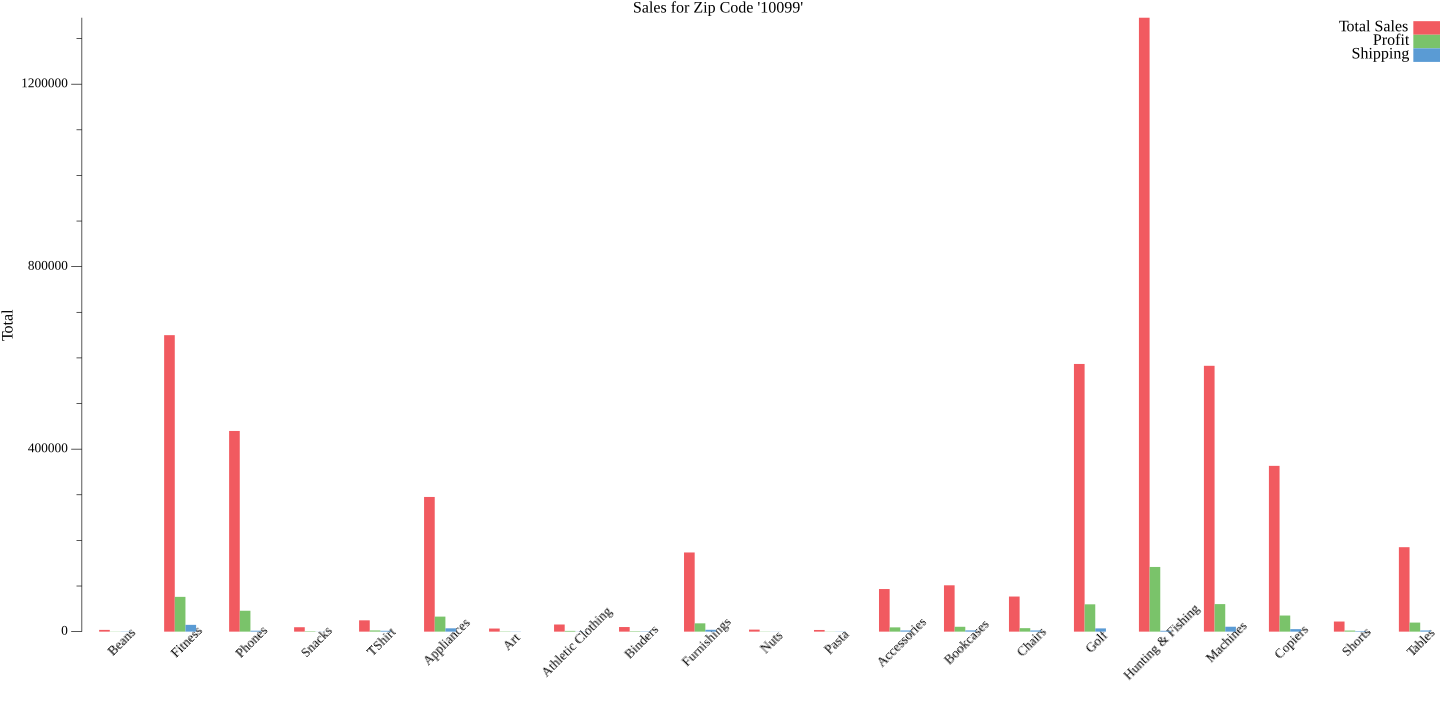 Sales for Zip Code '10099'
Total Sales
Profit
Shipping
1200000
800000
400000
0
Total
Beans
Fitness
Phones
Snacks
TShirt
Appliances
Art
Athletic Clothing
Binders
Furnishings
Nuts
Pasta
Accessories
Bookcases
Chairs
Golf
Hunting & Fishing
Machines
Copiers
Shorts
Tables